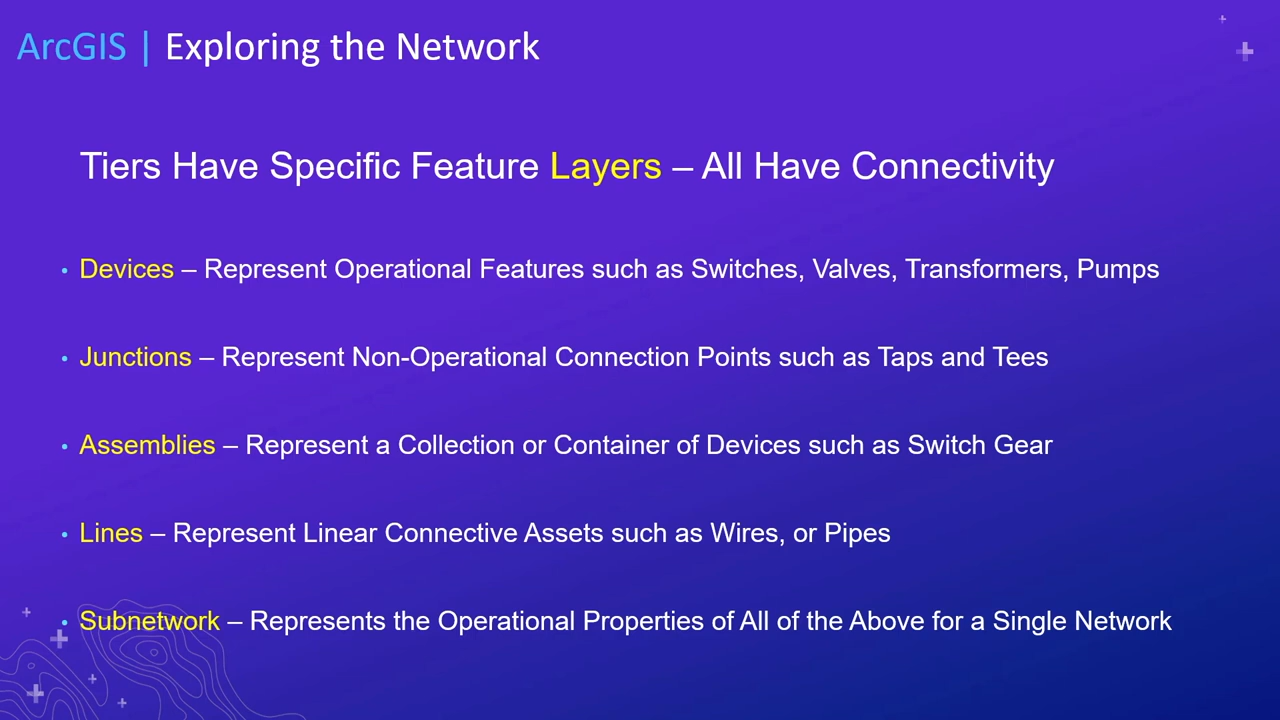 ArcGIS | Exploring the Network
Tiers Have Specific Feature Layers – All Have Connectivity
• Devices – Represent Operational Features such as Switches, Valves, Transformers, Pumps
• Junctions – Represent Non-Operational Connection Points such as Taps and Tees
• Assemblies – Represent a Collection or Container of Devices such as Switch Gear
• Lines – Represent Linear Connective Assets such as Wires, or Pipes
• Subnetwork – Represents the Operational Properties of All of the Above for a Single Network